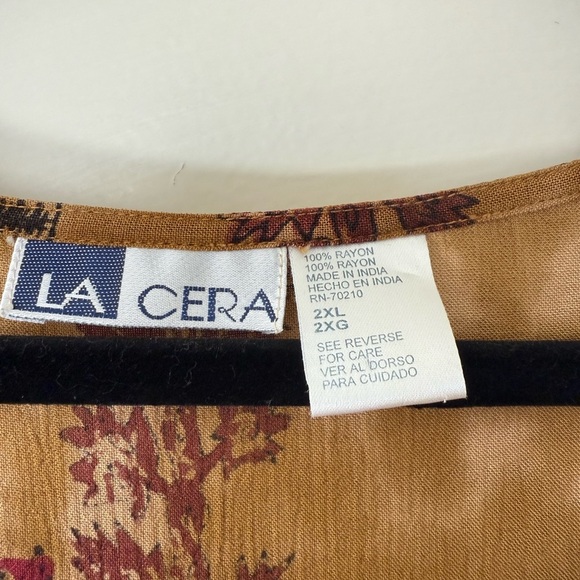 LA CERA
100% RAYON
100% RAYON
MADE IN INDIA
HECHO EN INDIA
RN-70210
2XL
2XG
SEE REVERSE
FOR CARE
VER AL DORSO
PARA CUIDADO